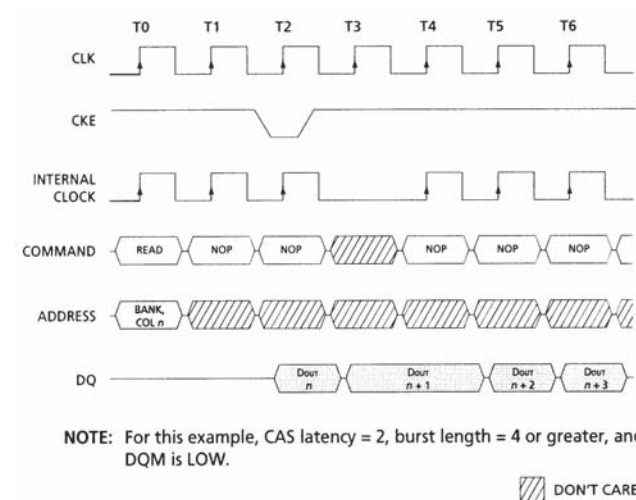 T0 T1 T2 T3 T4 T5 T6
CLK
CKE
INTERNAL
CLOCK
COMMAND READ NOP NOP NOP NOP NOP
ADDRESS BANK,
COL n
DQ DOUT DOUT DOUT DOUT
n n + 1 n + 2 n + 3
NOTE: For this example, CAS latency = 2, burst length = 4 or greater, and
DQM is LOW.
DON'T CARE